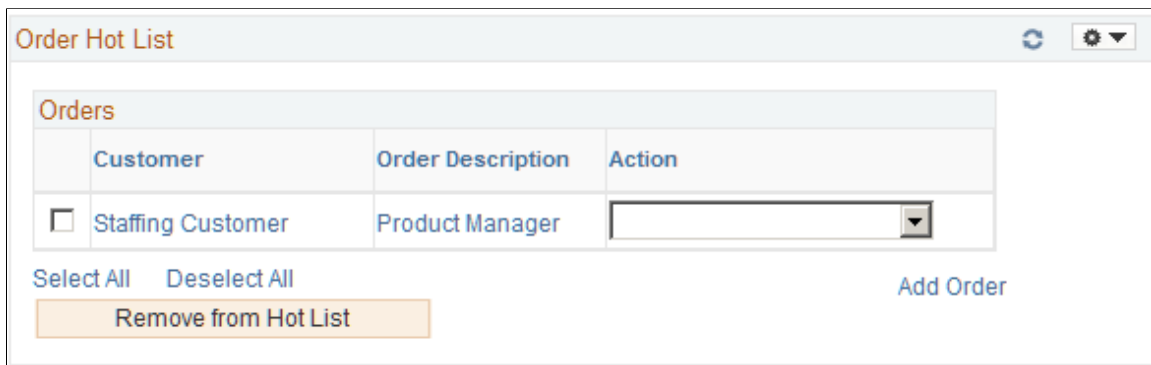 Order Hot List
Orders
Customer Order Description Action
Staffing Customer Product Manager
Select All Deselect All Add Order
Remove from Hot List